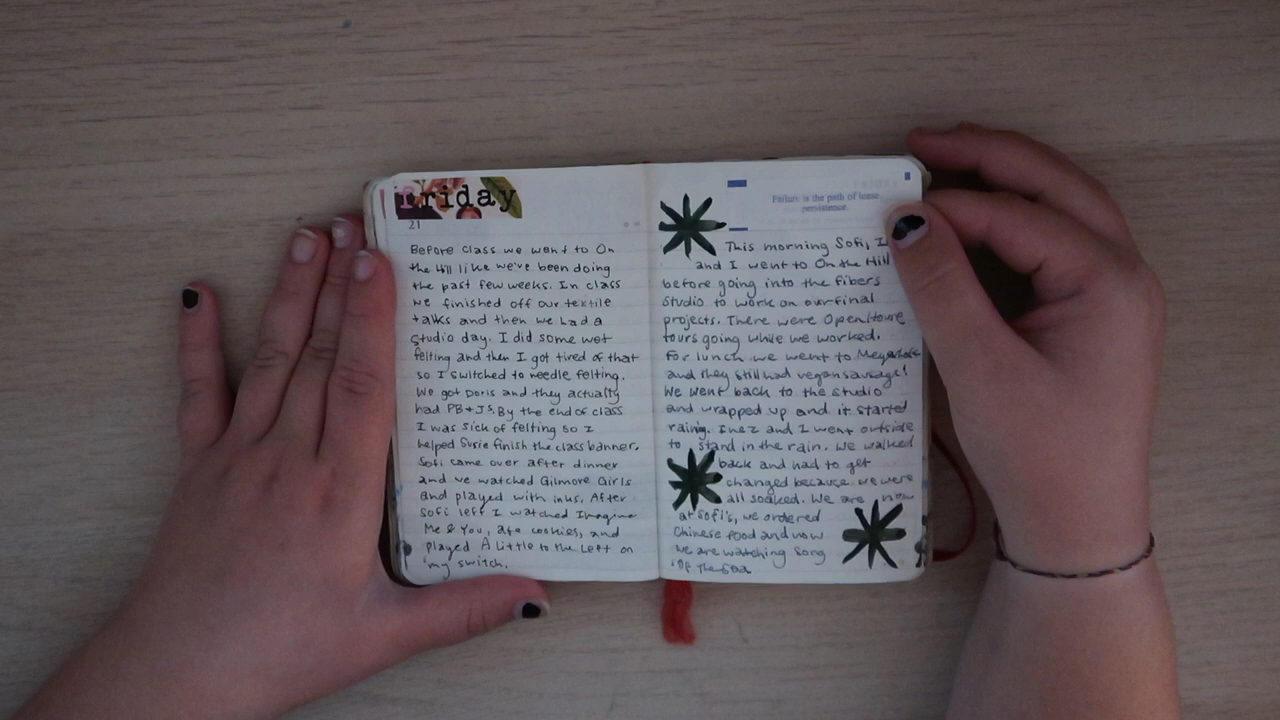 Friday
21
Before class we went to On
the Hill like we've been doing
the past few weeks. In class
we finished off our textile
talks and then we had a
studio day. I did some wet
felting and then I got tired of that
so I switched to needle felting.
We got Doris and they actually
had PB+Js. By the end of class
I was sick of felting so I
helped Susie finish the class banner.
Sofi came over after dinner
and we watched Gilmore Girls
and played with inks. After
Sofi left I watched Imagine
Me & You, ate cookies, and
played A Little to the Left on
my switch.
Failure is the path of lease
persistence.
This morning Sofi,
and I went to On the Hill
before going into the fibers
studio to work on our final
projects. There were Open House
tours going while we worked.
For lunch we went to
and they still had vegan sausage!
We went back to the studio
and wrapped up and it started
raining. Inez and I went outside
to stand in the rain. We walked
back and had to get
changed because we were
all soaked. We are now
at Sofi's, we ordered
Chinese food and now
we are watching Song
Of The Sea